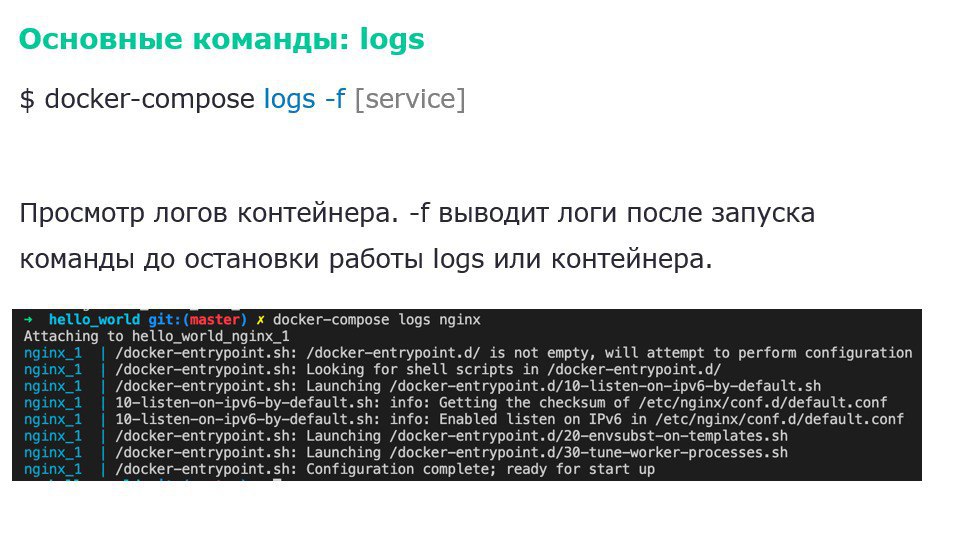 Основные команды: logs
$ docker-compose logs -f [service]
Просмотр логов контейнера. -f выводит логи после запуска
команды до остановки работы logs или контейнера.
➜ hello_world git:(master) ✗ docker-compose logs nginx
Attaching to hello_world_nginx_1
nginx_1 | /docker-entrypoint.sh: /docker-entrypoint.d/ is not empty, will attempt to perform configuration
nginx_1 | /docker-entrypoint.sh: Looking for shell scripts in /docker-entrypoint.d/
nginx_1 | /docker-entrypoint.sh: Launching /docker-entrypoint.d/10-listen-on-ipv6-by-default.sh
nginx_1 | 10-listen-on-ipv6-by-default.sh: info: Getting the checksum of /etc/nginx/conf.d/default.conf
nginx_1 | 10-listen-on-ipv6-by-default.sh: info: Enabled listen on IPv6 in /etc/nginx/conf.d/default.conf
nginx_1 | /docker-entrypoint.sh: Launching /docker-entrypoint.d/20-envsubst-on-templates.sh
nginx_1 | /docker-entrypoint.sh: Launching /docker-entrypoint.d/30-tune-worker-processes.sh
nginx_1 | /docker-entrypoint.sh: Configuration complete; ready for start up